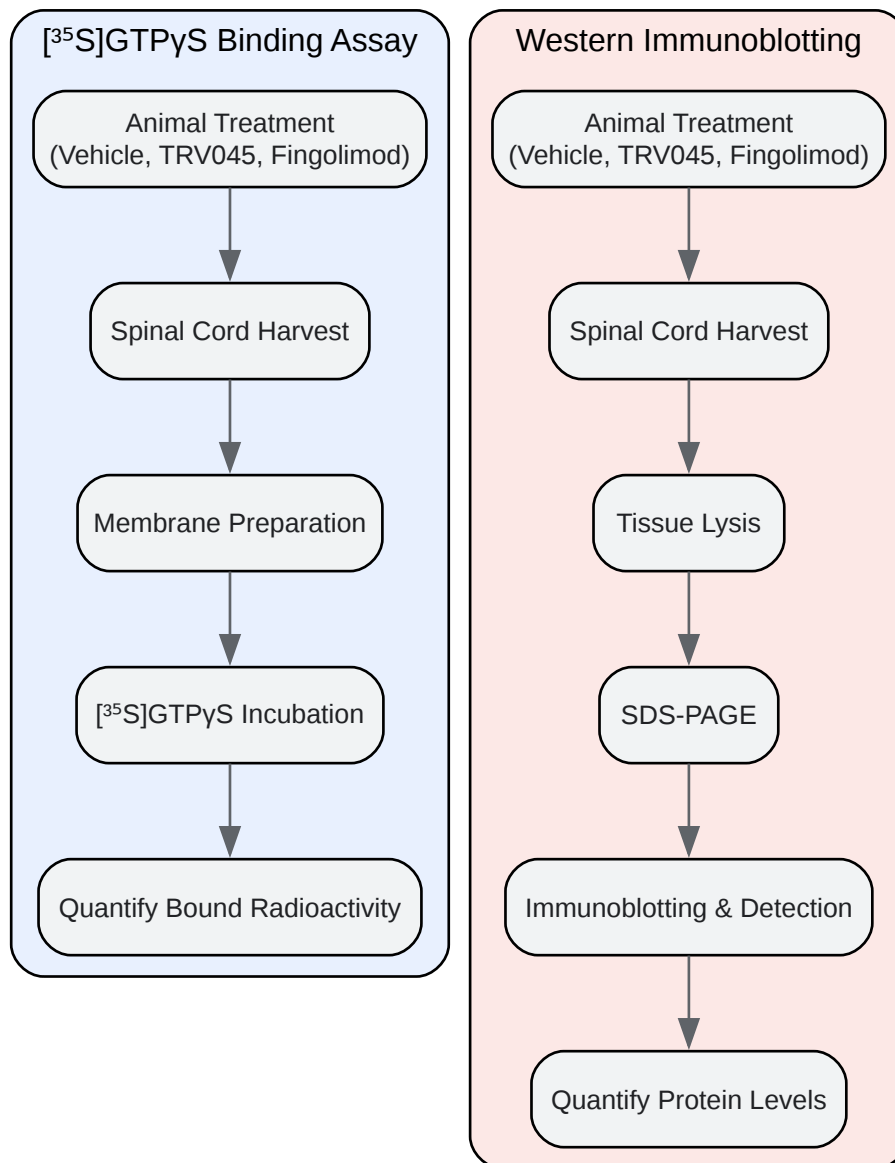 [³⁵S]GTPγS Binding Assay
Animal Treatment
(Vehicle, TRV045, Fingolimod)
Spinal Cord Harvest
Membrane Preparation
[³⁵S]GTPγS Incubation
Quantify Bound Radioactivity
Western Immunoblotting
Animal Treatment
(Vehicle, TRV045, Fingolimod)
Spinal Cord Harvest
Tissue Lysis
SDS-PAGE
Immunoblotting & Detection
Quantify Protein Levels